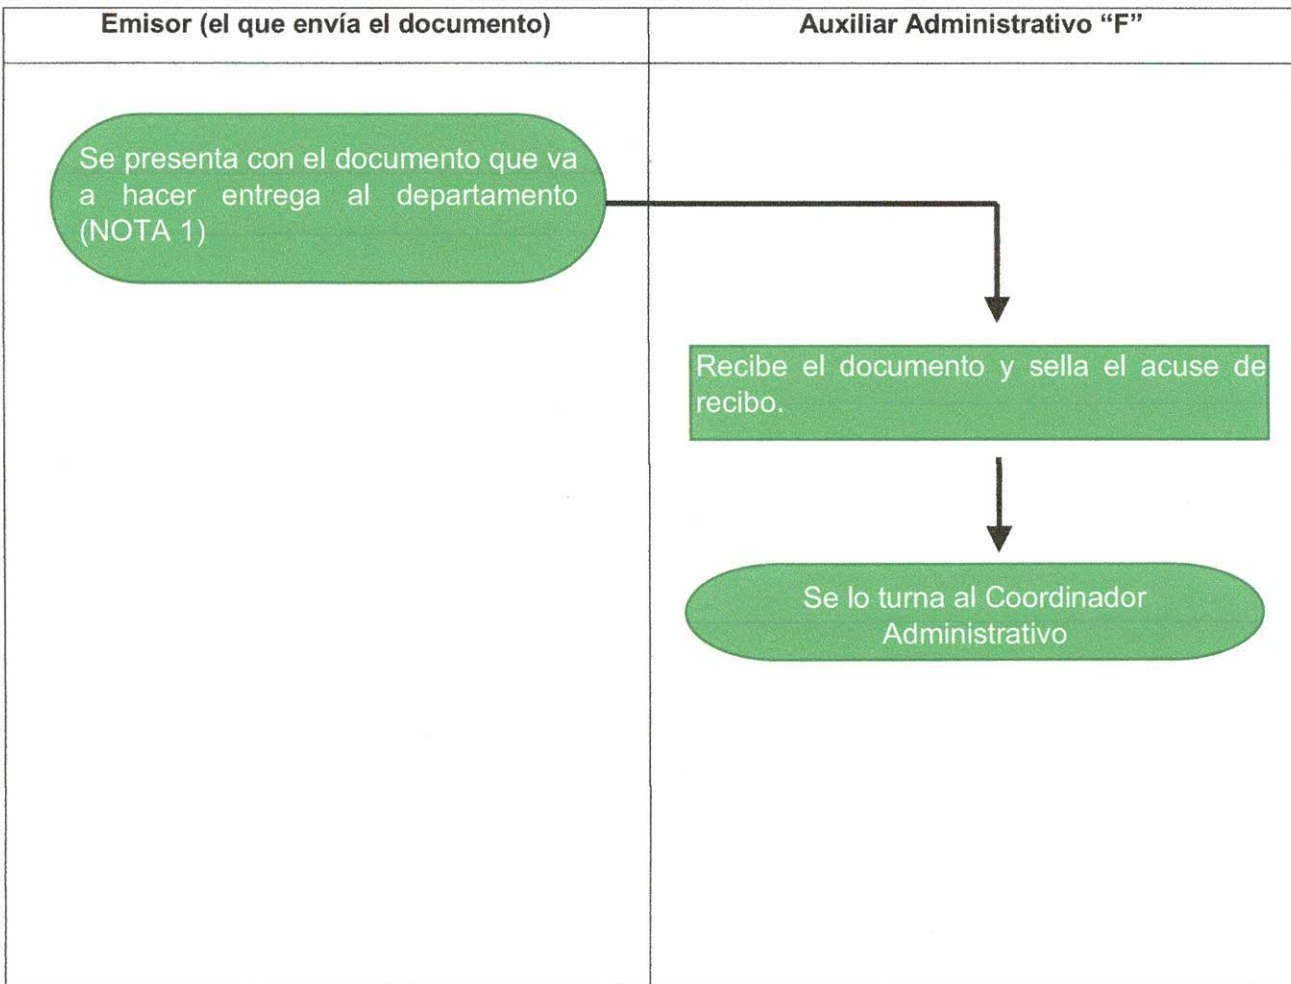 Emisor (el que envía el documento)
Auxiliar Administrativo “F”
Se presenta con el documento que va
a hacer entrega al departamento
(NOTA 1)
Recibe el documento y sella el acuse de
recibo.
Se lo turna al Coordinador
Administrativo